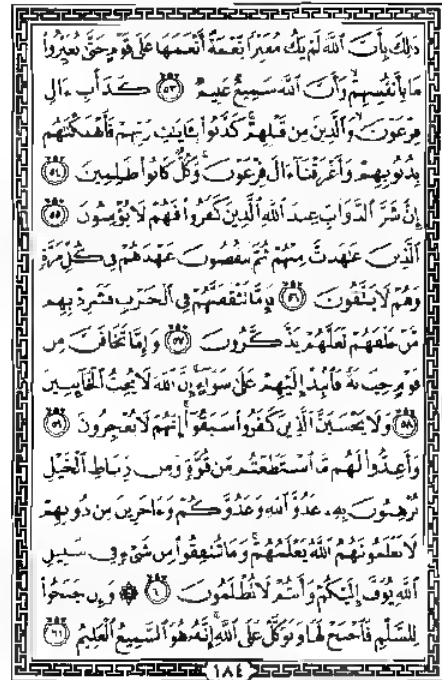 ذَٰلِكَ بِأَنَّ ٱللَّهَ لَمْ يَكُ مُغَيِّرًا نِّعْمَةً أَنْعَمَهَا عَلَىٰ قَوْمٍ حَتَّىٰ يُغَيِّرُوا۟
مَا بِأَنفُسِهِمْ وَأَنَّ ٱللَّهَ سَمِيعٌ عَلِيمٌ ٥٣ كَدَأْبِ ءَالِ
فِرْعَوْنَ وَٱلَّذِينَ مِن قَبْلِهِمْ كَذَّبُوا۟ بِـَٔايَٰتِ رَبِّهِمْ فَأَهْلَكْنَٰهُم
بِذُنُوبِهِمْ وَأَغْرَقْنَآ ءَالَ فِرْعَوْنَ وَكُلٌّ كَانُوا۟ ظَٰلِمِينَ ٥٤
إِنَّ شَرَّ ٱلدَّوَآبِّ عِندَ ٱللَّهِ ٱلَّذِينَ كَفَرُوا۟ فَهُمْ لَا يُؤْمِنُونَ ٥٥
ٱلَّذِينَ عَٰهَدتَّ مِنْهُمْ ثُمَّ يَنقُضُونَ عَهْدَهُمْ فِى كُلِّ مَرَّةٍ
وَهُمْ لَا يَتَّقُونَ ٥٦ فَإِمَّا تَثْقَفَنَّهُمْ فِى ٱلْحَرْبِ فَشَرِّدْ بِهِم
مَّنْ خَلْفَهُمْ لَعَلَّهُمْ يَذَّكَّرُونَ ٥٧ وَإِمَّا تَخَافَنَّ مِن
قَوْمٍ خِيَانَةً فَٱنۢبِذْ إِلَيْهِمْ عَلَىٰ سَوَآءٍ إِنَّ ٱللَّهَ لَا يُحِبُّ ٱلْخَآئِنِينَ
٥٨ وَلَا يَحْسَبَنَّ ٱلَّذِينَ كَفَرُوا۟ سَبَقُوٓا۟ إِنَّهُمْ لَا يُعْجِزُونَ ٥٩
وَأَعِدُّوا۟ لَهُم مَّا ٱسْتَطَعْتُم مِّن قُوَّةٍ وَمِن رِّبَاطِ ٱلْخَيْلِ
تُرْهِبُونَ بِهِۦ عَدُوَّ ٱللَّهِ وَعَدُوَّكُمْ وَءَاخَرِينَ مِن دُونِهِمْ
لَا تَعْلَمُونَهُمُ ٱللَّهُ يَعْلَمُهُمْ وَمَا تُنفِقُوا۟ مِن شَىْءٍ فِى سَبِيلِ
ٱللَّهِ يُوَفَّ إِلَيْكُمْ وَأَنتُمْ لَا تُظْلَمُونَ ٦٠ ۞ وَإِن جَنَحُوا۟
لِلسَّلْمِ فَٱجْنَحْ لَهَا وَتَوَكَّلْ عَلَى ٱللَّهِ إِنَّهُۥ هُوَ ٱلسَّمِيعُ ٱلْعَلِيمُ ٦١
١٨٤